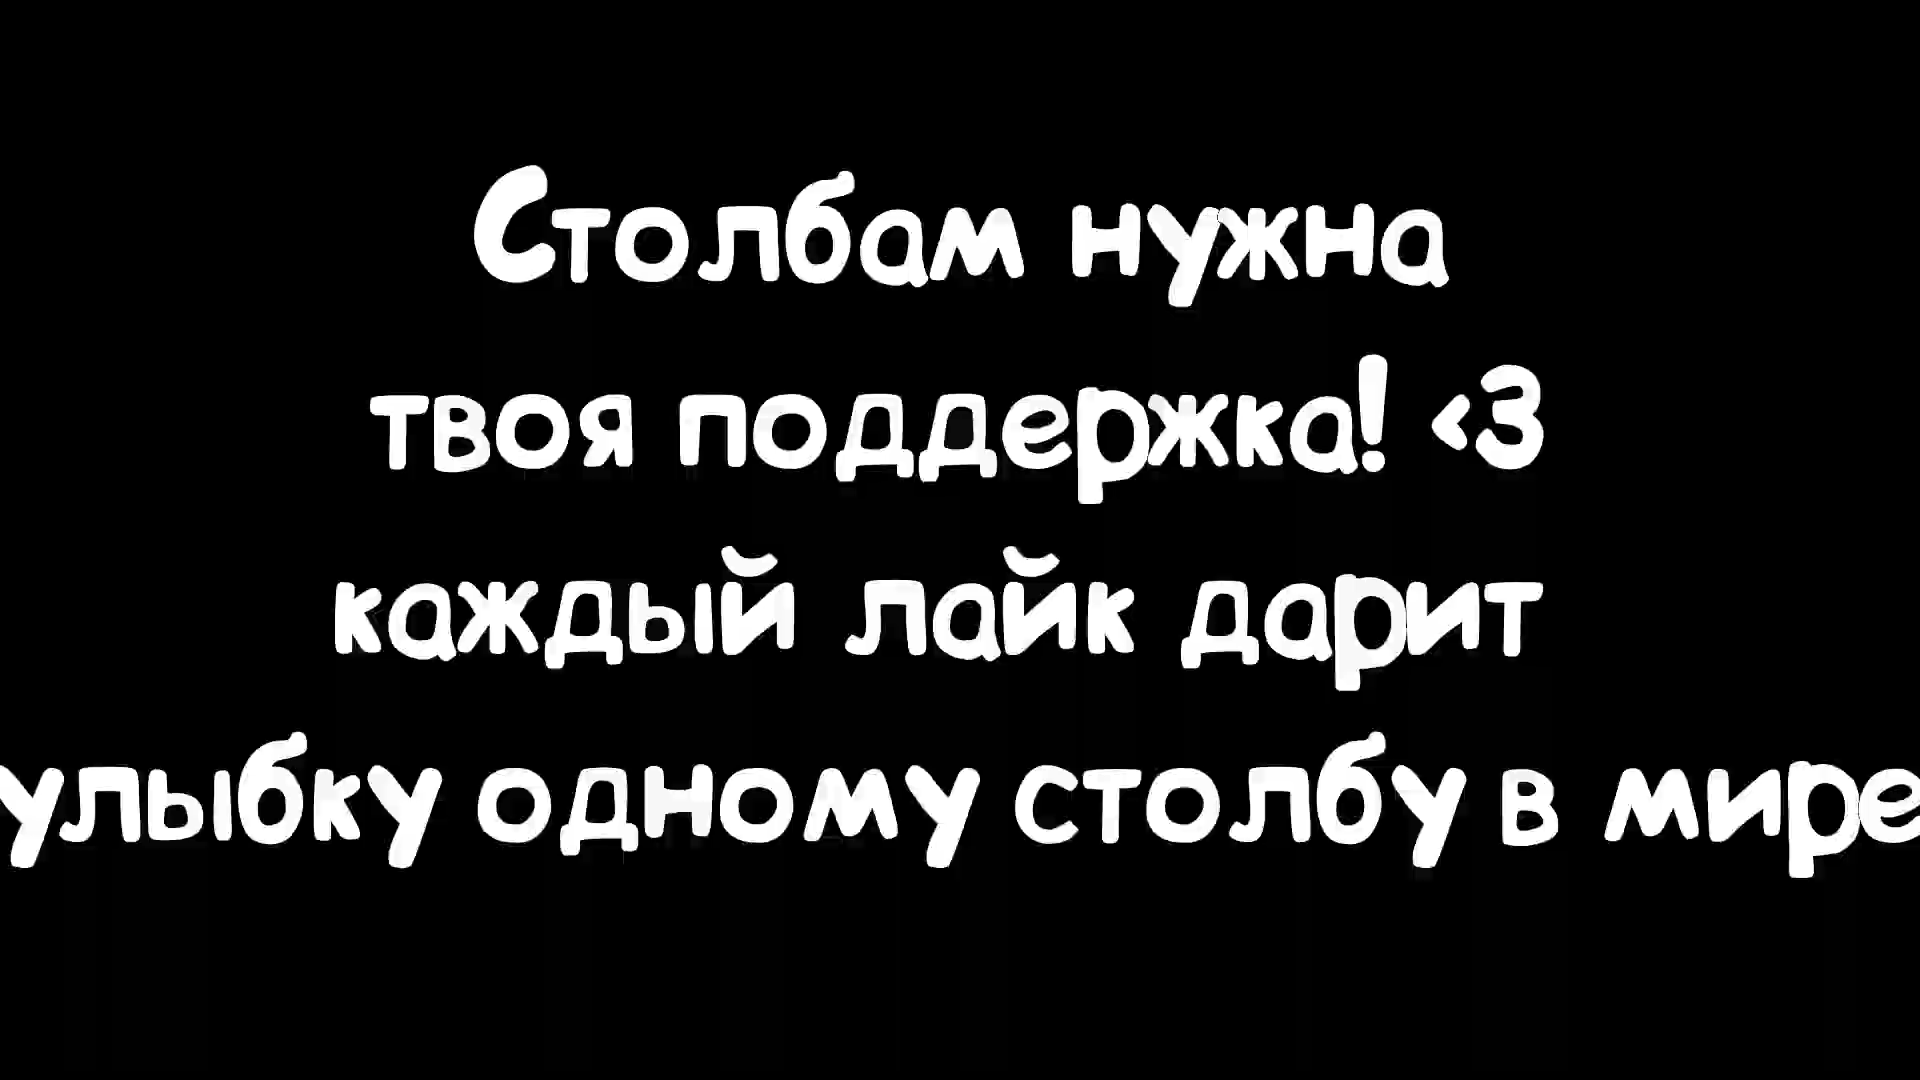 Столбам нужна
твоя поддержка! <3
каждый лайк дарит
улыбку одному столбу в мире